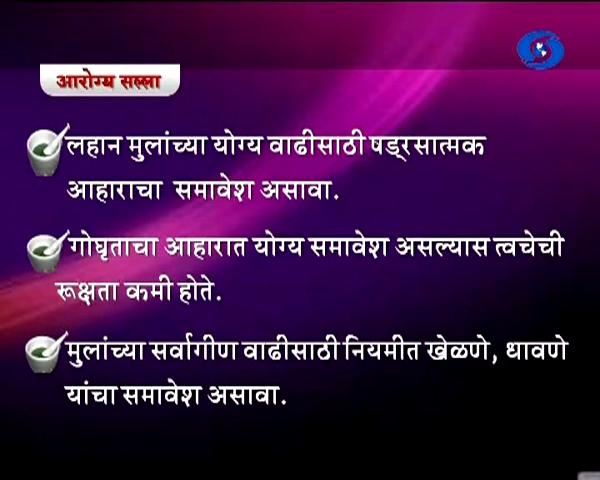 आरोग्य सल्ला
लहान मुलांच्या योग्य वाढीसाठी षड्‌रसात्मक
आहाराचा समावेश असावा.
गोघृताचा आहारात योग्य समावेश असल्यास त्वचेची
रूक्षता कमी होते.
मुलांच्या सर्वागीण वाढीसाठी नियमीत खेळणे, धावणे
यांचा समावेश असावा.